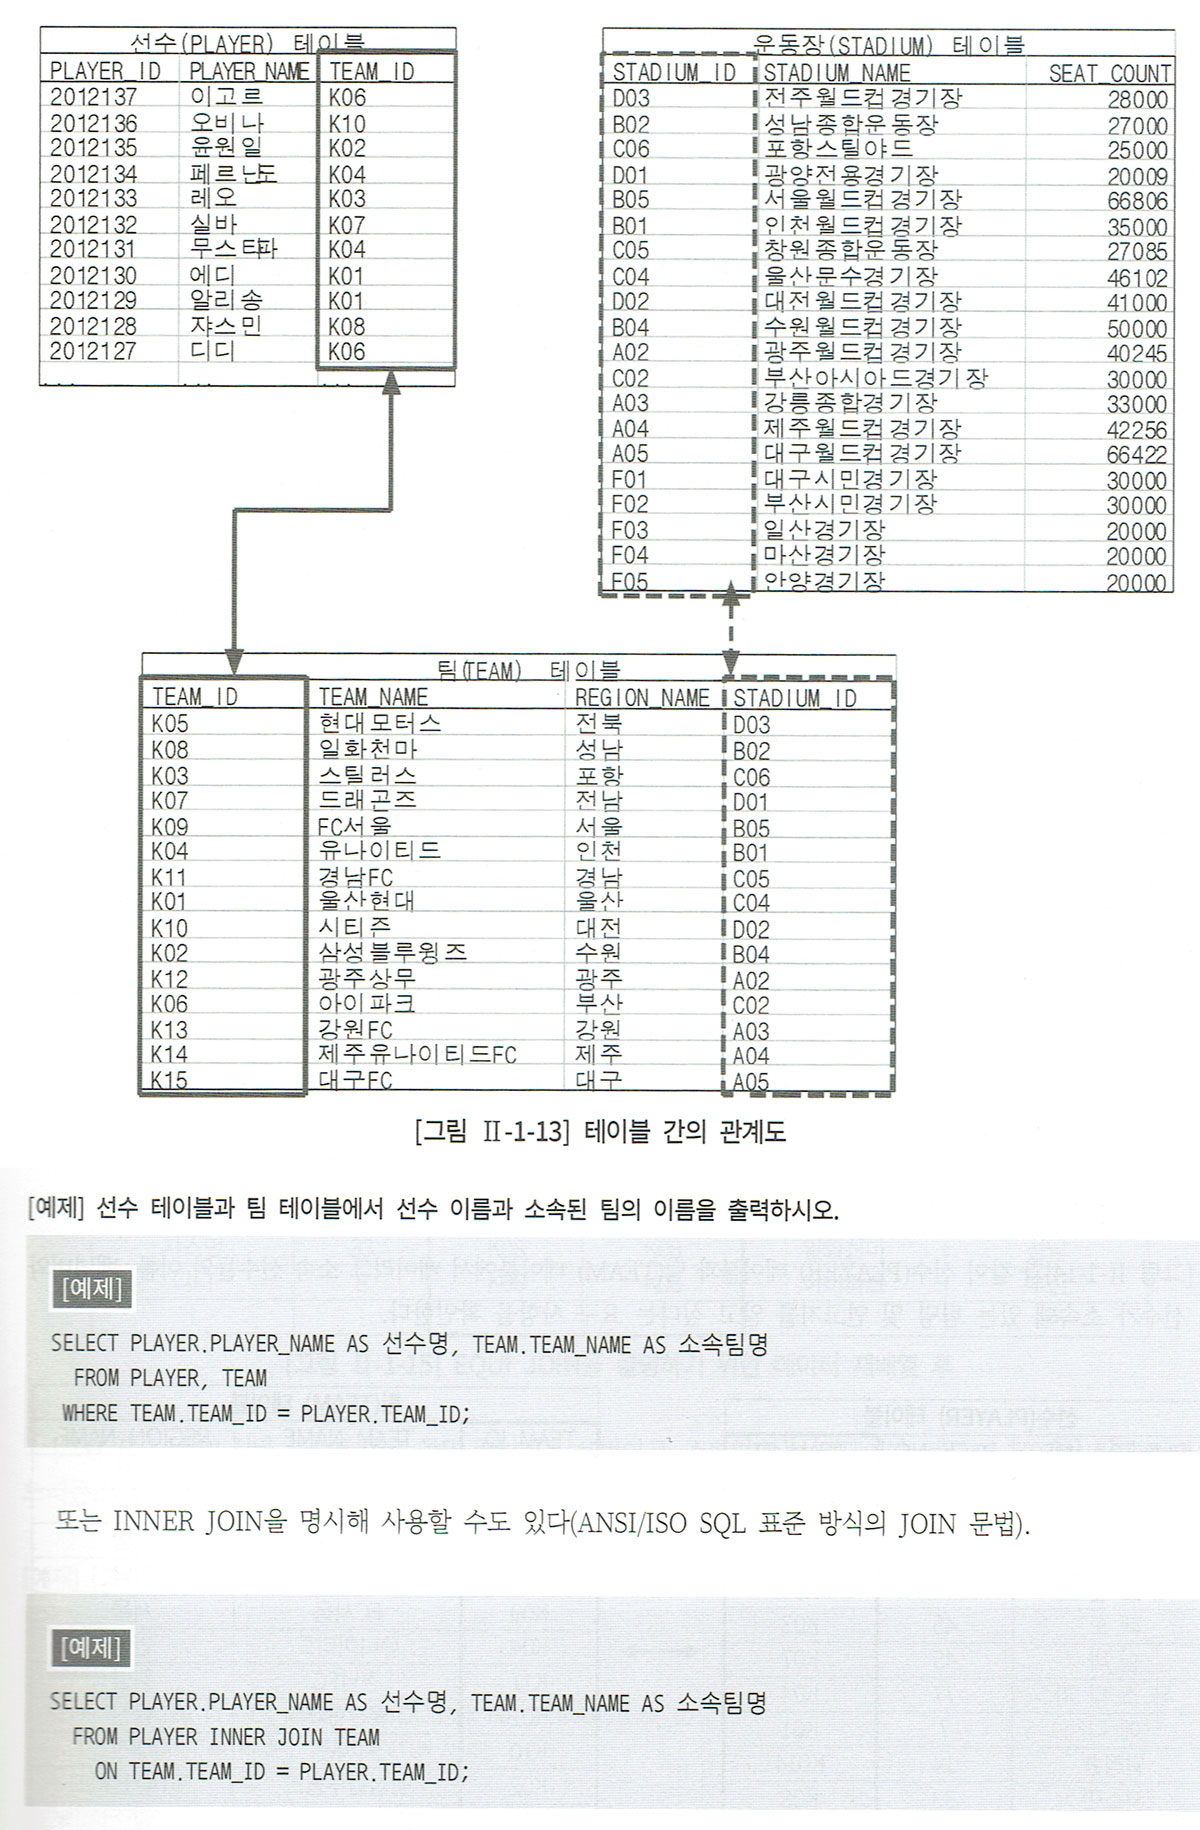 선수(PLAYER) 테이블
PLAYER_ID PLAYER_NAME TEAM_ID
2012137 이고르 K06
2012136 오비나 K10
2012135 윤원일 K02
2012134 페르난도 K04
2012133 레오 K03
2012132 실바 K07
2012131 무스타파 K04
2012130 에디 K01
2012129 알리송 K01
2012128 쟈스민 K08
2012127 디디 K06
... ... ...
운동장(STADIUM) 테이블
STADIUM_ID STADIUM_NAME SEAT_COUNT
D03 전주월드컵경기장 28000
B02 성남종합운동장 27000
C06 포항스틸야드 25000
D01 광양전용경기장 20009
B05 서울월드컵경기장 66806
B01 인천월드컵경기장 35000
C05 창원종합운동장 27085
C04 울산문수경기장 46102
D02 대전월드컵경기장 41000
B04 수원월드컵경기장 50000
A02 광주월드컵경기장 40245
C02 부산아시아드경기장 30000
A03 강릉종합경기장 33000
A04 제주월드컵경기장 42256
A05 대구월드컵경기장 66422
F01 대구시민경기장 30000
F02 부산시민경기장 30000
F03 일산경기장 20000
F04 마산경기장 20000
F05 안양경기장 20000
팀(TEAM) 테이블
TEAM_ID TEAM_NAME REGION_NAME STADIUM_ID
K05 현대모터스 전북 D03
K08 일화천마 성남 B02
K03 스틸러스 포항 C06
K07 드래곤즈 전남 D01
K09 FC서울 서울 B05
K04 유나이티드 인천 B01
K11 경남FC 경남 C05
K01 울산현대 울산 C04
K10 시티즌 대전 D02
K02 삼성블루윙즈 수원 B04
K12 광주상무 광주 A02
K06 아이파크 부산 C02
K13 강원FC 강원 A03
K14 제주유나이티드FC 제주 A04
K15 대구FC 대구 A05
[그림 Ⅱ-1-13] 테이블 간의 관계도
[예제] 선수 테이블과 팀 테이블에서 선수 이름과 소속된 팀의 이름을 출력하시오.
[예제]
SELECT PLAYER.PLAYER_NAME AS 선수명, TEAM.TEAM_NAME AS 소속팀명
FROM PLAYER, TEAM
WHERE TEAM.TEAM_ID = PLAYER.TEAM_ID;
또는 INNER JOIN을 명시해 사용할 수도 있다(ANSI/ISO SQL 표준 방식의 JOIN 문법).
[예제]
SELECT PLAYER.PLAYER_NAME AS 선수명, TEAM.TEAM_NAME AS 소속팀명
FROM PLAYER INNER JOIN TEAM
ON TEAM.TEAM_ID = PLAYER.TEAM_ID;